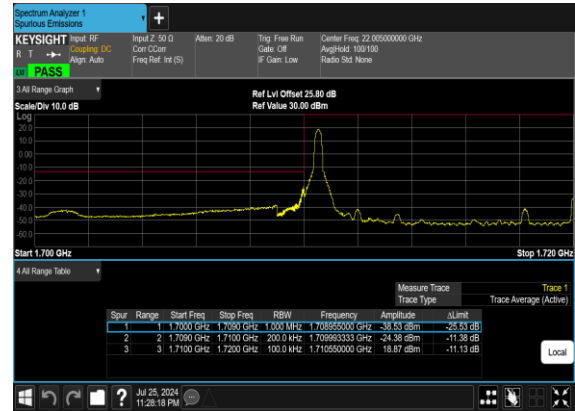 Spectrum Analyzer 1
Spurious Emissions
KEYSIGHT Input: RF Input Z: 50 Ω Atten: 20 dB Trig: Free Run Center Freq: 22.005000000 GHz
R T Coupling: DC Corr CCorr Gate: Off Avg|Hold: 100/100
Align: Auto Freq Ref: Int (S) IF Gain: Low Radio Std: None
PASS
3 All Range Graph Ref Lvl Offset 25.80 dB
Scale/Div 10.0 dB Ref Value 30.00 dBm
Log
20.0
10.0
0.00
-10.0
-20.0
-30.0
-40.0
-50.0
-60.0
Start 1.700 GHz Stop 1.720 GHz
4 All Range Table
Measure Trace Trace 1
Trace Type Trace Average (Active)
Spur Range Start Freq Stop Freq RBW Frequency Amplitude ΔLimit
1 1 1.7000 GHz 1.7090 GHz 1.000 MHz 1.708955000 GHz -38.53 dBm -25.53 dB
2 2 1.7090 GHz 1.7100 GHz 200.0 kHz 1.709993333 GHz -24.38 dBm -11.38 dB
3 3 1.7100 GHz 1.7200 GHz 100.0 kHz 1.710550000 GHz 18.87 dBm -11.13 dB
Local
? Jul 25, 2024
11:28:18 PM